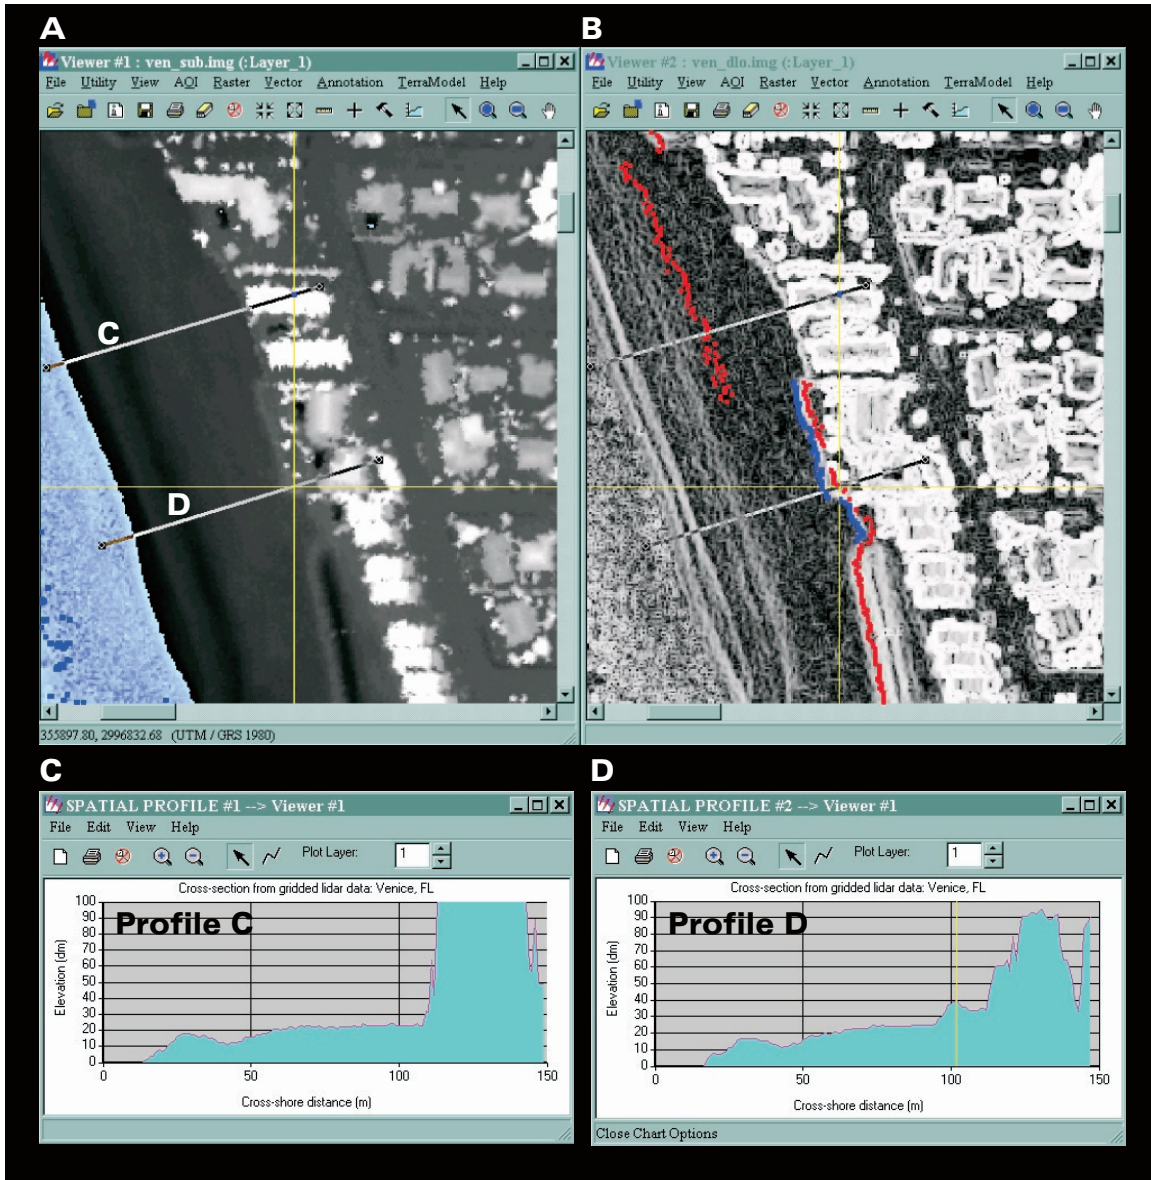 A
B
Viewer #1 : ven_sub.img (:Layer_1)
File Utility View AOI Raster Vector Annotation TerraModel Help
C
D
355897.80, 2996832.68 (UTM / GRS 1980)
Viewer #2 : ven_dlo.img (:Layer_1)
File Utility View AOI Raster Vector Annotation TerraModel Help
C
SPATIAL PROFILE #1 --> Viewer #1
File Edit View Help
Plot Layer: 1
Cross-section from gridded lidar data: Venice, FL
Profile C
Elevation (dm)
100
90
80
70
60
50
40
30
20
10
0
0 50 100 150
Cross-shore distance (m)
D
SPATIAL PROFILE #2 --> Viewer #1
File Edit View Help
Plot Layer: 1
Cross-section from gridded lidar data: Venice, FL
Profile D
Elevation (dm)
100
90
80
70
60
50
40
30
20
10
0
0 50 100 150
Cross-shore distance (m)
Close Chart Options